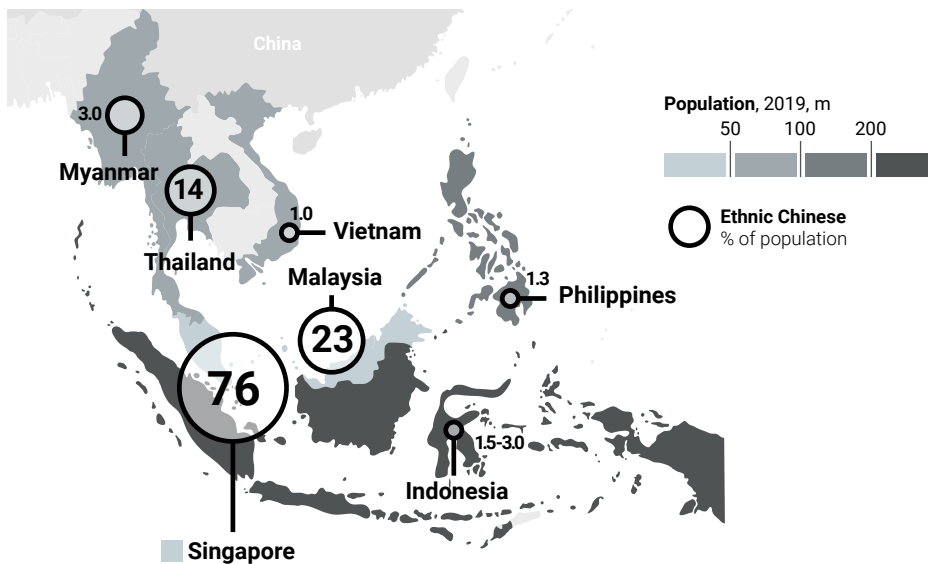 China
Population, 2019, m
50 100 200
Ethnic Chinese
% of population
3.0
Myanmar
14
Thailand
1.0
Vietnam
Malaysia
23
1.3
Philippines
76
1.5-3.0
Indonesia
Singapore